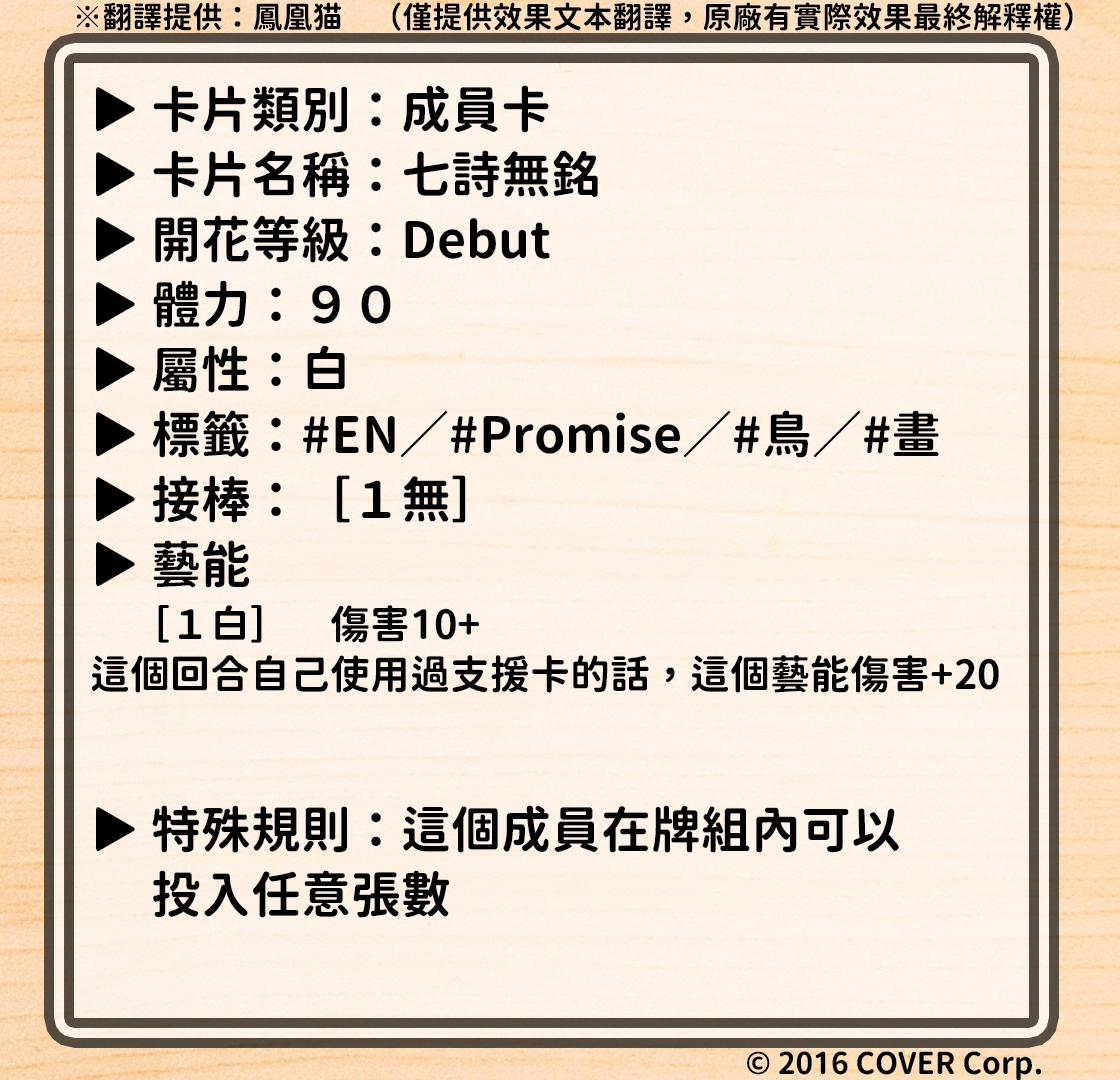 ※翻譯提供：鳳凰猫　（僅提供效果文本翻譯，原廠有實際效果最終解釋權）
▶ 卡片類別：成員卡
▶ 卡片名稱：七詩無銘
▶ 開花等級：Debut
▶ 體力：９０
▶ 屬性：白
▶ 標籤：#EN／#Promise／#鳥／#畫
▶ 接棒：［１無］
▶ 藝能
［１白］　傷害10+
這個回合自己使用過支援卡的話，這個藝能傷害+20
▶ 特殊規則：這個成員在牌組內可以
投入任意張數
© 2016 COVER Corp.